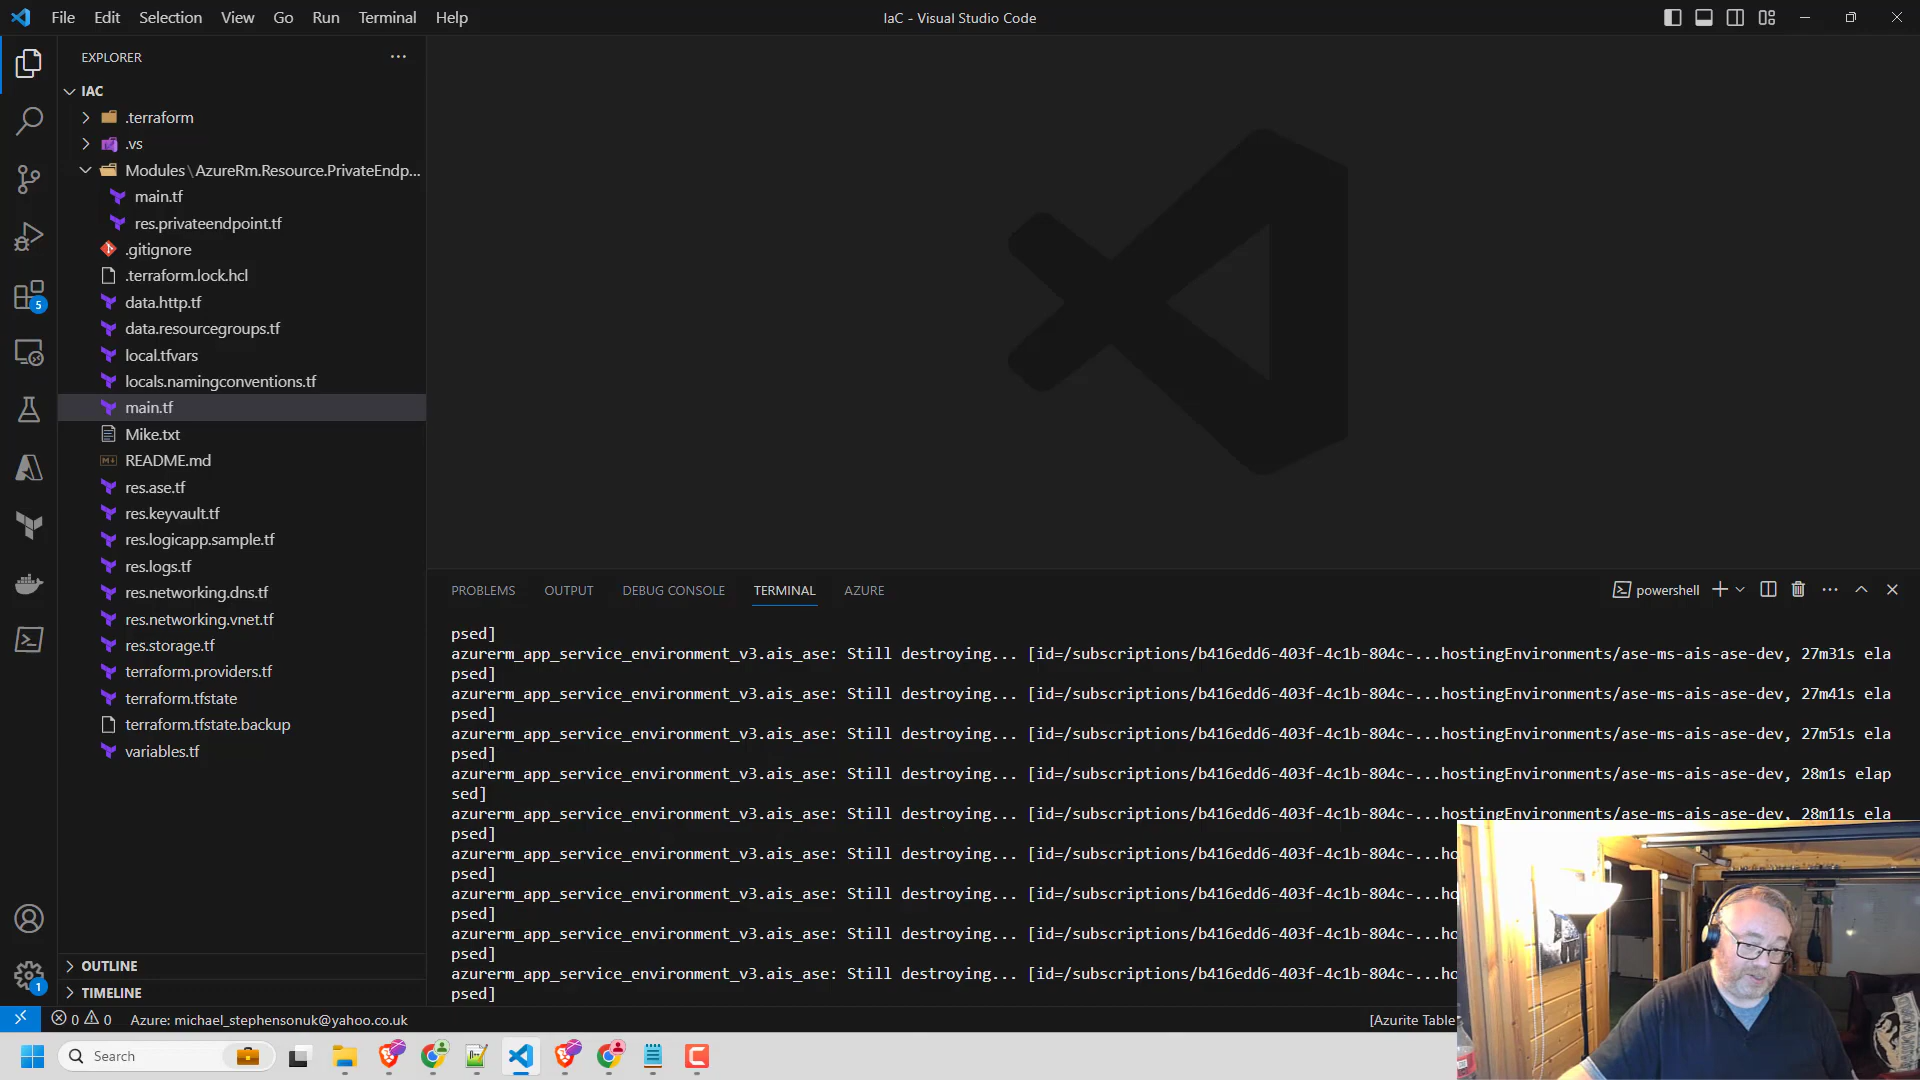 File Edit Selection View Go Run Terminal Help
IaC - Visual Studio Code
EXPLORER
IAC
.terraform
.vs
Modules\AzureRm.Resource.PrivateEndp...
main.tf
res.privateendpoint.tf
.gitignore
.terraform.lock.hcl
data.http.tf
data.resourcegroups.tf
local.tfvars
locals.namingconventions.tf
main.tf
Mike.txt
README.md
res.ase.tf
res.keyvault.tf
res.logicapp.sample.tf
res.logs.tf
res.networking.dns.tf
res.networking.vnet.tf
res.storage.tf
terraform.providers.tf
terraform.tfstate
terraform.tfstate.backup
variables.tf
OUTLINE
TIMELINE
5
1
PROBLEMS OUTPUT DEBUG CONSOLE TERMINAL AZURE
powershell
psed]
azurerm_app_service_environment_v3.ais_ase: Still destroying... [id=/subscriptions/b416edd6-403f-4c1b-804c-...hostingEnvironments/ase-ms-ais-ase-dev, 27m31s ela
psed]
azurerm_app_service_environment_v3.ais_ase: Still destroying... [id=/subscriptions/b416edd6-403f-4c1b-804c-...hostingEnvironments/ase-ms-ais-ase-dev, 27m41s ela
psed]
azurerm_app_service_environment_v3.ais_ase: Still destroying... [id=/subscriptions/b416edd6-403f-4c1b-804c-...hostingEnvironments/ase-ms-ais-ase-dev, 27m51s ela
psed]
azurerm_app_service_environment_v3.ais_ase: Still destroying... [id=/subscriptions/b416edd6-403f-4c1b-804c-...hostingEnvironments/ase-ms-ais-ase-dev, 28m1s elap
sed]
azurerm_app_service_environment_v3.ais_ase: Still destroying... [id=/subscriptions/b416edd6-403f-4c1b-804c-...hostingEnvironments/ase-ms-ais-ase-dev, 28m11s ela
psed]
azurerm_app_service_environment_v3.ais_ase: Still destroying... [id=/subscriptions/b416edd6-403f-4c1b-804c-...ho
psed]
azurerm_app_service_environment_v3.ais_ase: Still destroying... [id=/subscriptions/b416edd6-403f-4c1b-804c-...ho
psed]
azurerm_app_service_environment_v3.ais_ase: Still destroying... [id=/subscriptions/b416edd6-403f-4c1b-804c-...ho
psed]
azurerm_app_service_environment_v3.ais_ase: Still destroying... [id=/subscriptions/b416edd6-403f-4c1b-804c-...ho
psed]
0 0 Azure: michael_stephensonuk@yahoo.co.uk
[Azurite Table
Search